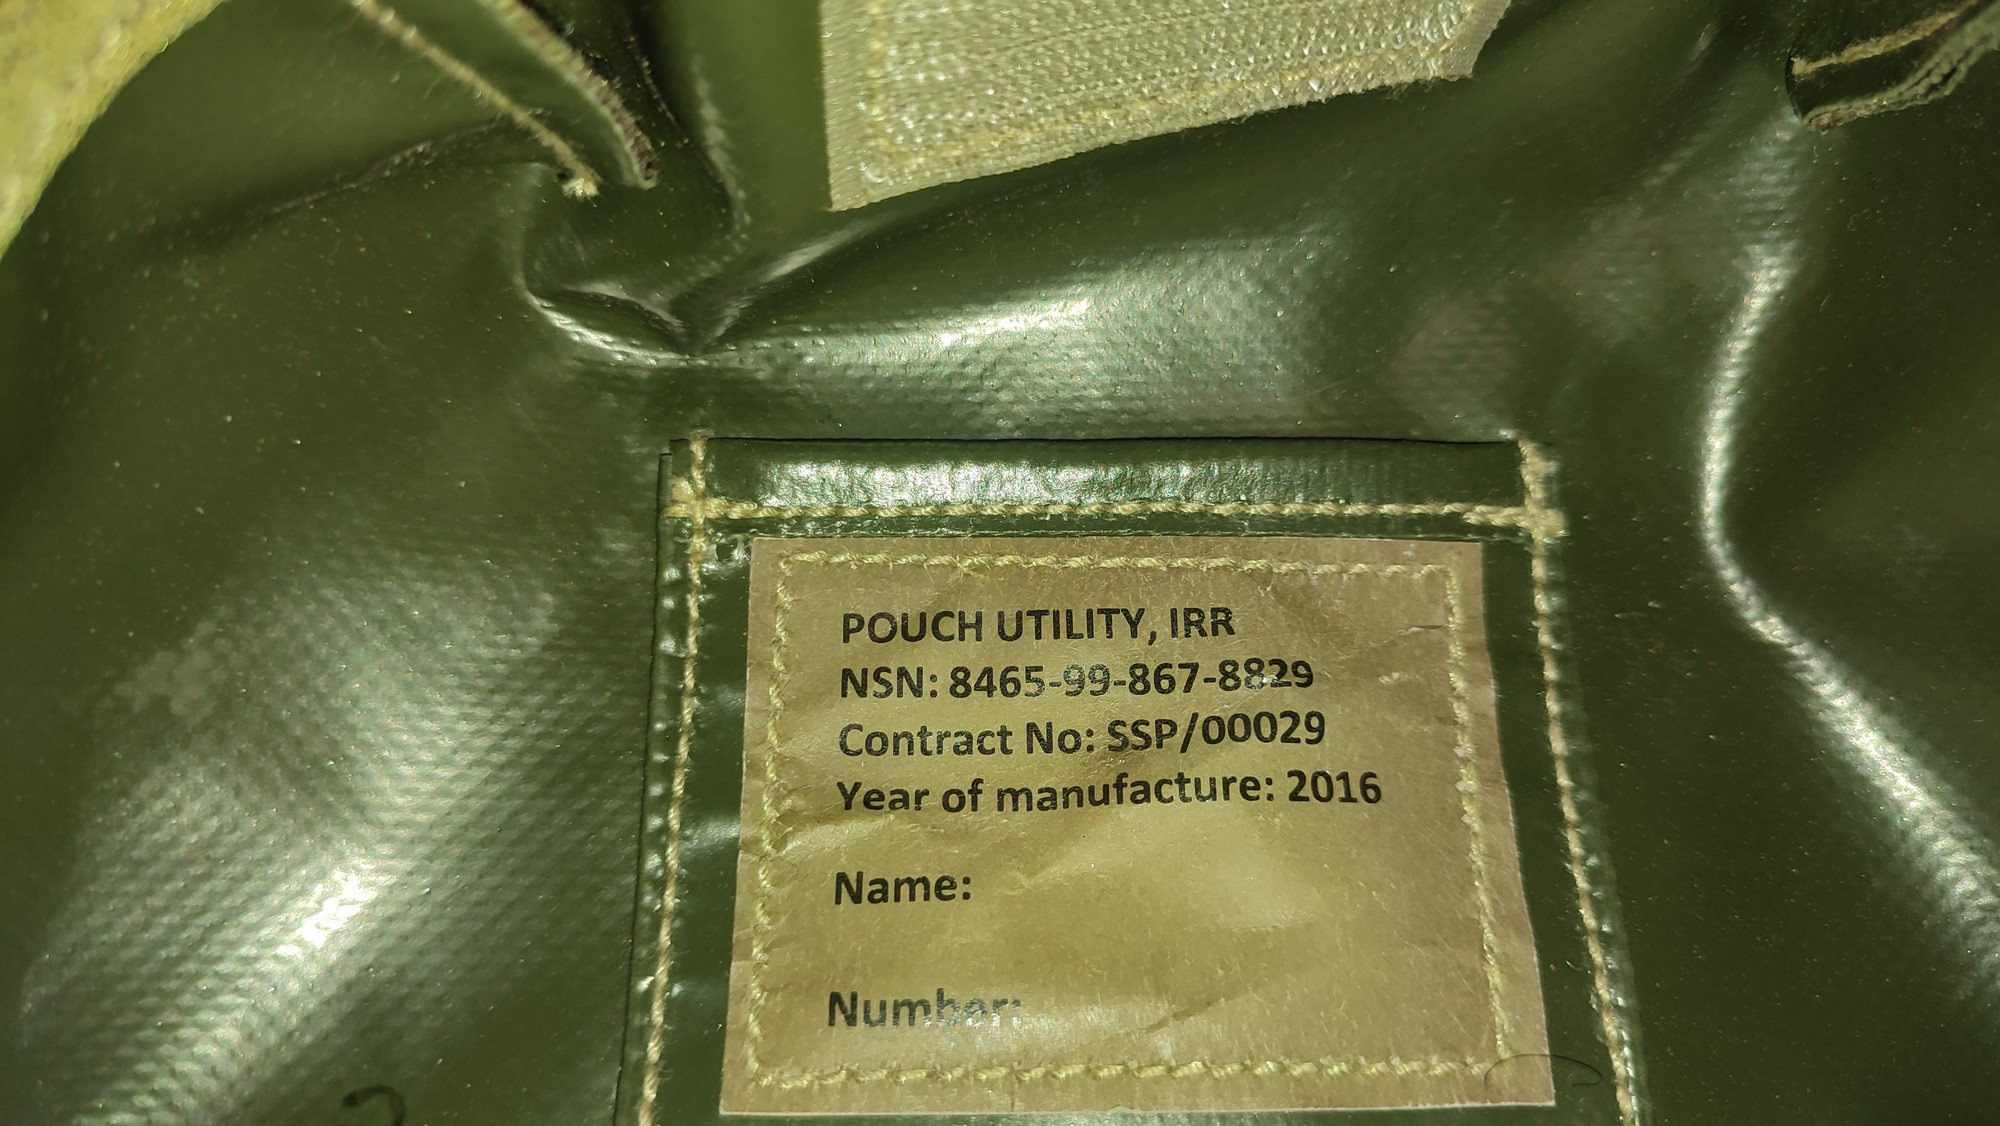 POUCH UTILITY, IRR
NSN: 8465-99-867-8829
Contract No: SSP/00029
Year of manufacture: 2016
Name:
Number: